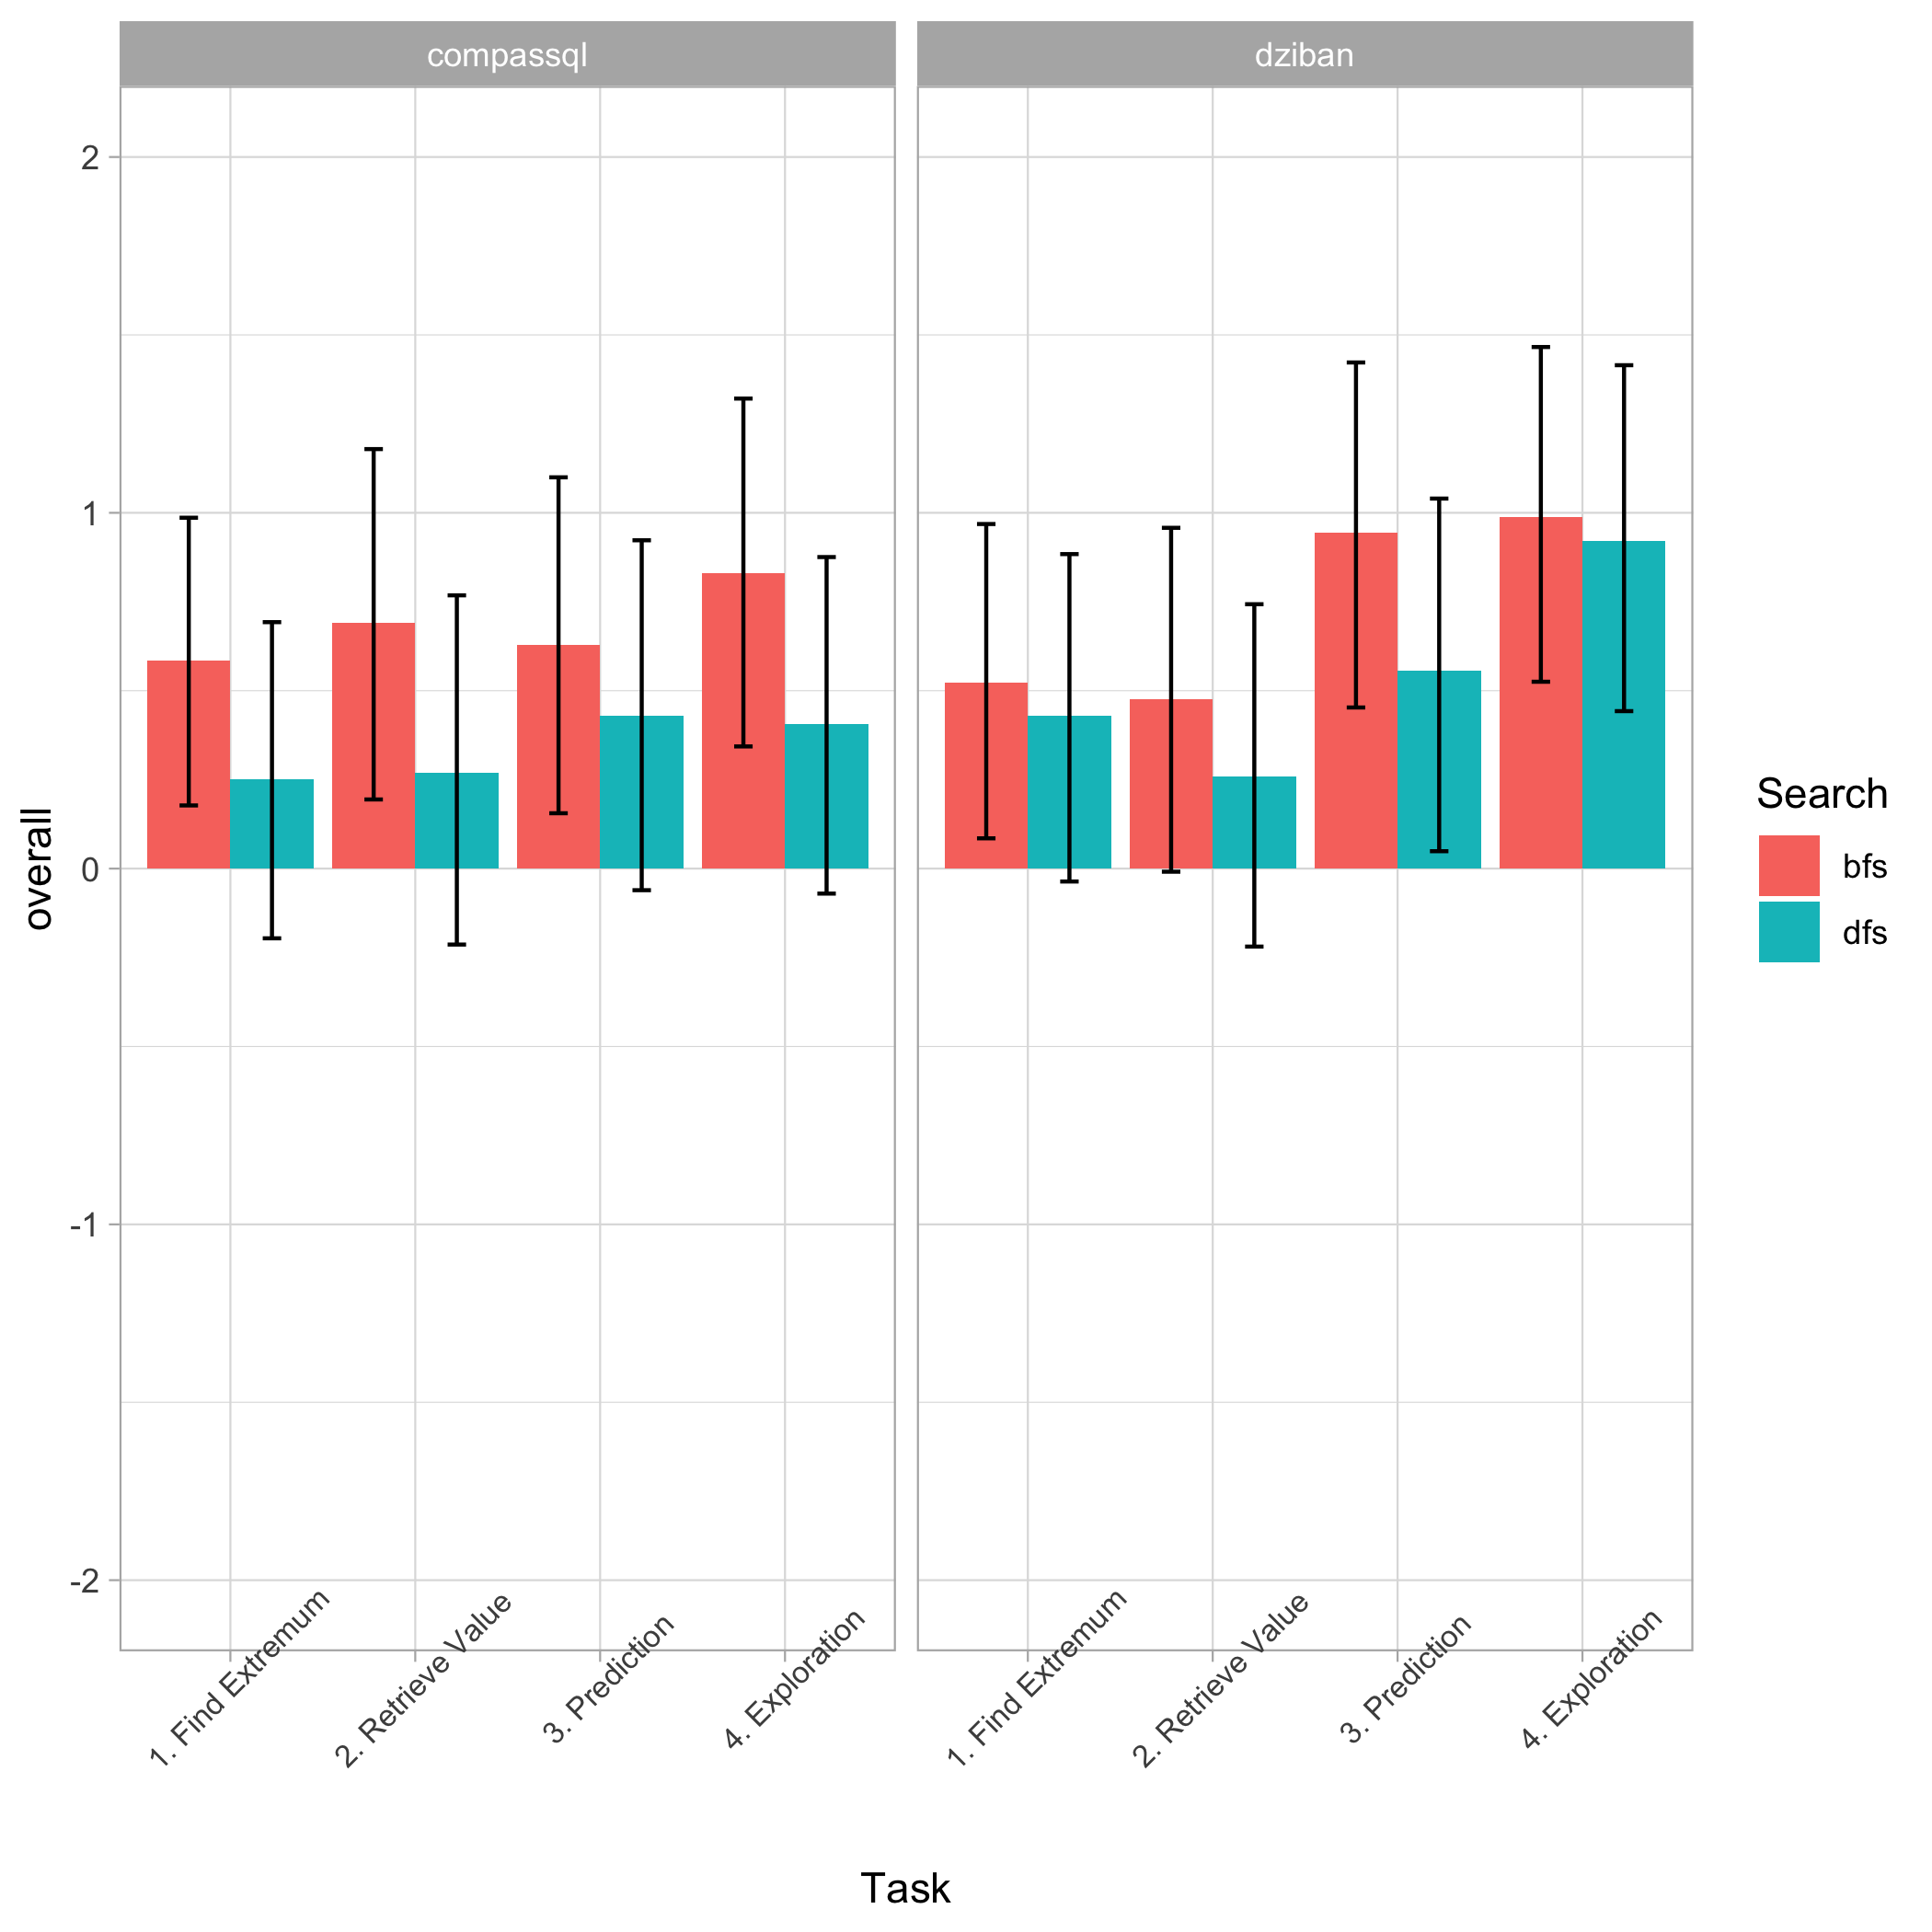 compassql
dziban
2
1
0
-1
-2
overall
1. Find Extremum
2. Retrieve Value
3. Prediction
4. Exploration
1. Find Extremum
2. Retrieve Value
3. Prediction
4. Exploration
Task
Search
bfs
dfs